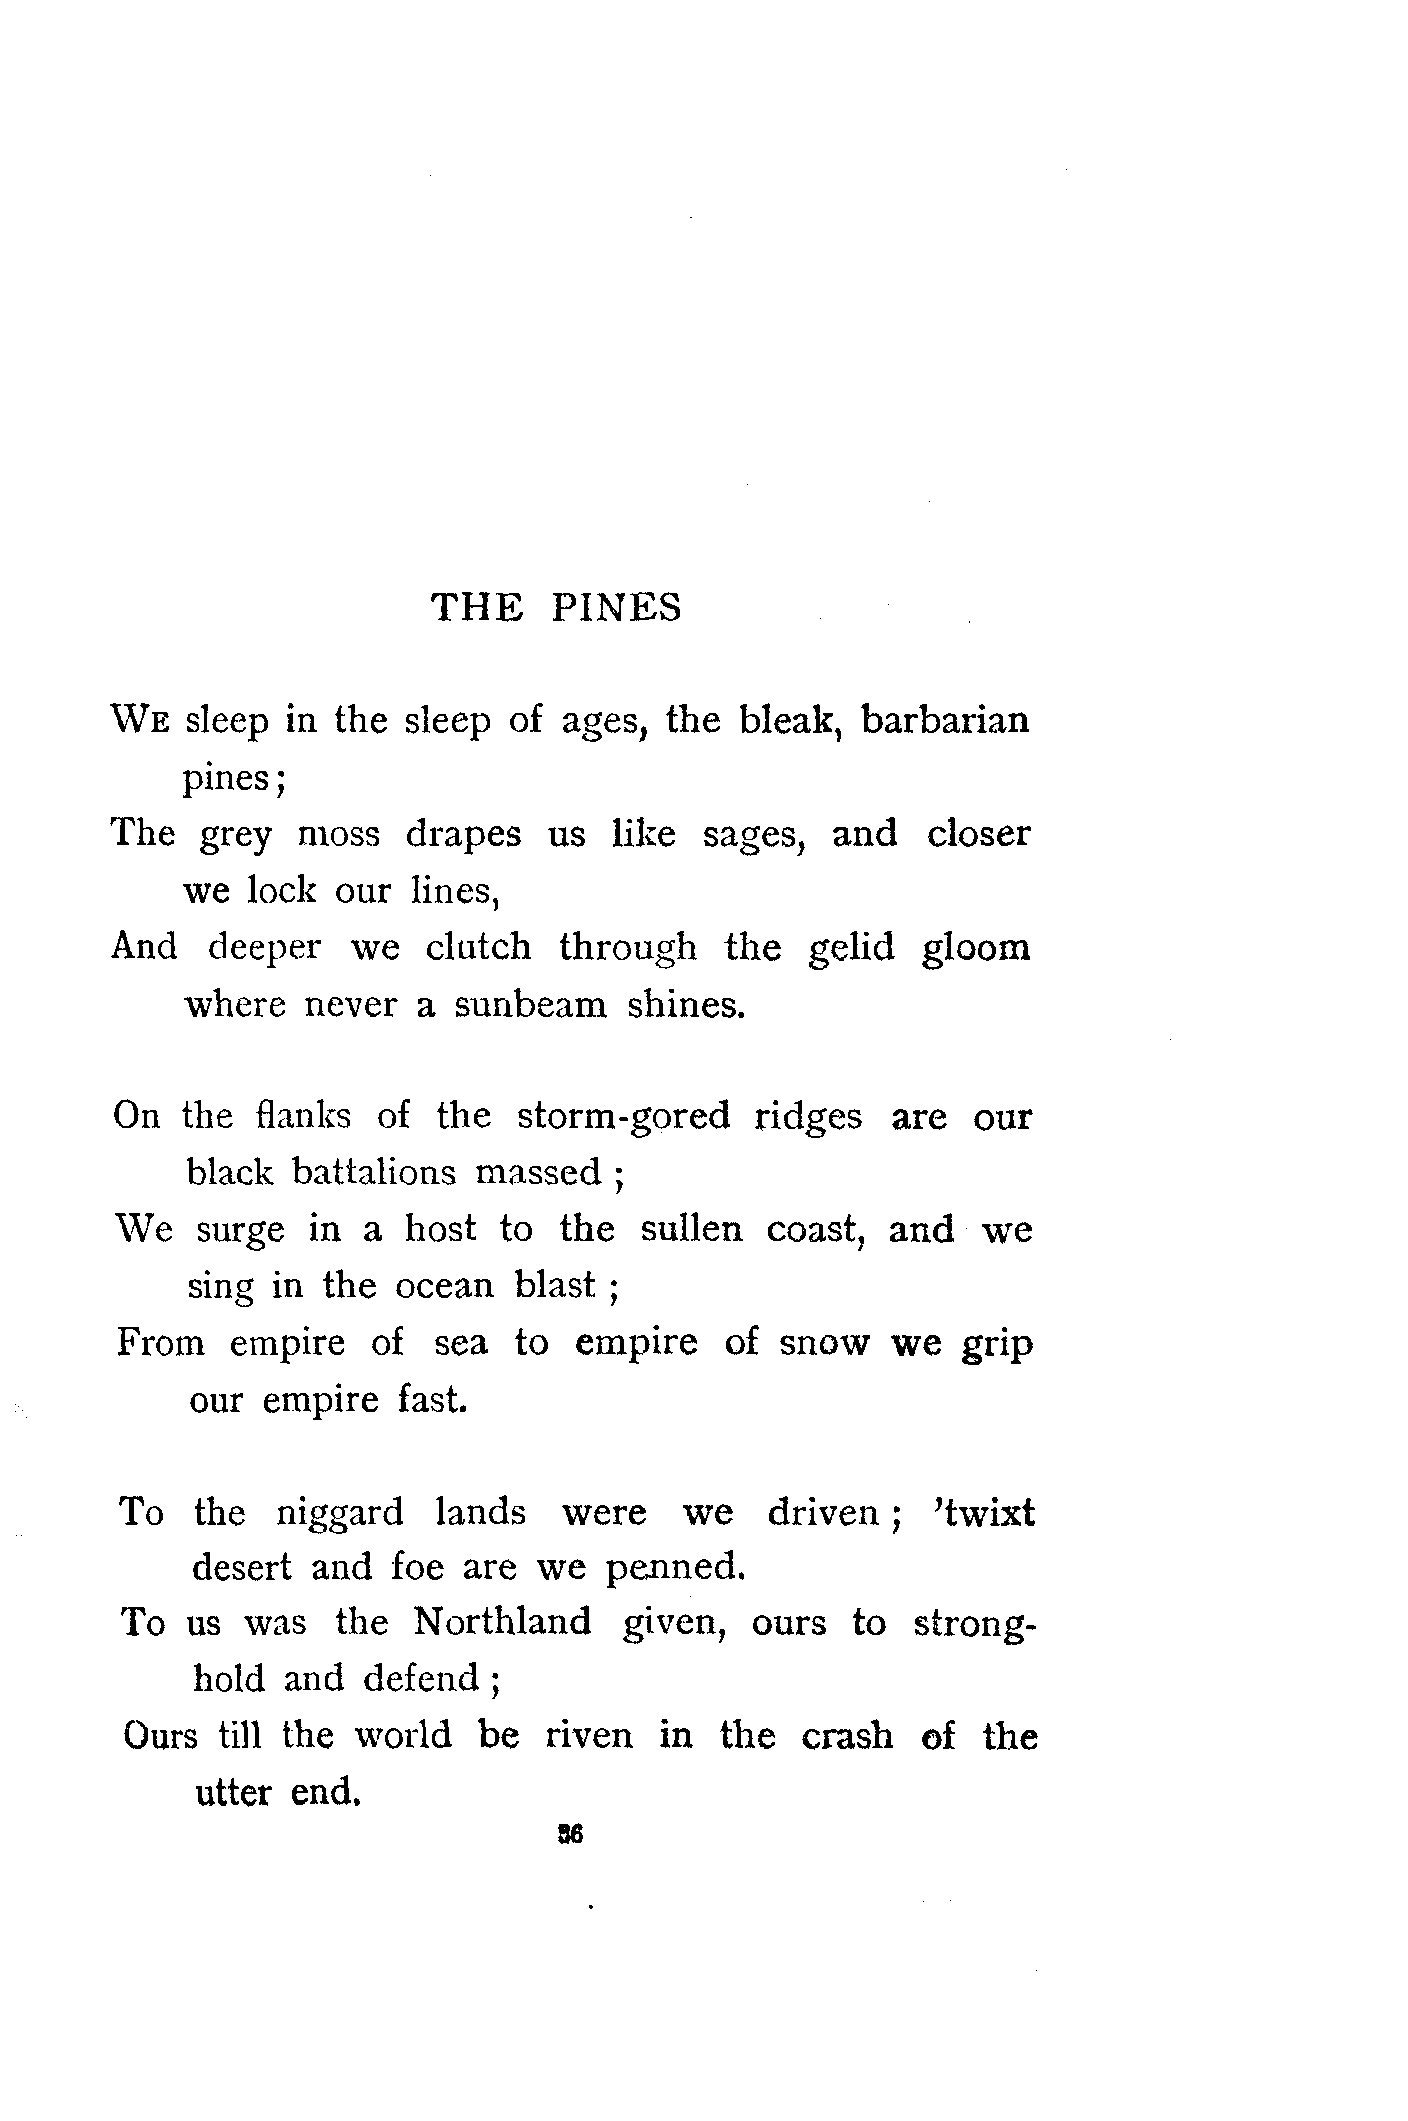 THE PINES
WE sleep in the sleep of ages, the bleak, barbarian
pines;
The grey moss drapes us like sages, and closer
we lock our lines,
And deeper we clutch through the gelid gloom
where never a sunbeam shines.
On the flanks of the storm-gored ridges are our
black battalions massed ;
We surge in a host to the sullen coast, and we
sing in the ocean blast ;
From empire of sea to empire of snow we grip
our empire fast.
To the niggard lands were we driven ; ’twixt
desert and foe are we penned.
To us was the Northland given, ours to strong-
hold and defend ;
Ours till the world be riven in the crash of the
utter end.
36